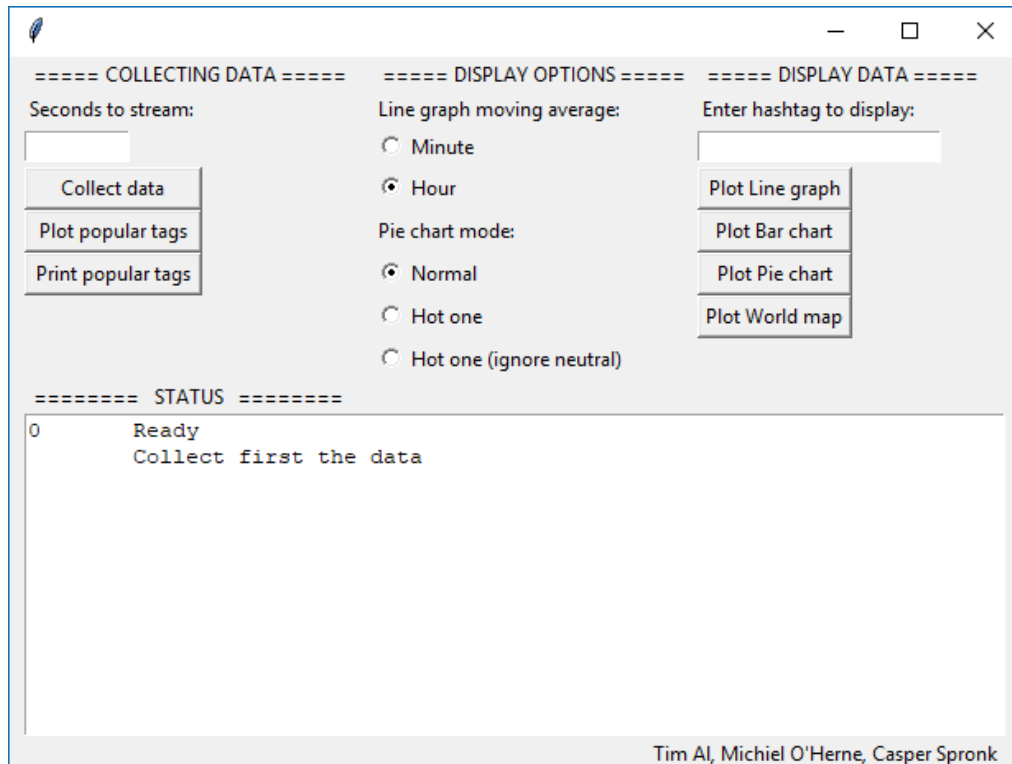 ===== COLLECTING DATA =====
Seconds to stream:
Collect data
Plot popular tags
Print popular tags
===== DISPLAY OPTIONS =====
Line graph moving average:
Minute
Hour
Pie chart mode:
Normal
Hot one
Hot one (ignore neutral)
===== DISPLAY DATA =====
Enter hashtag to display:
Plot Line graph
Plot Bar chart
Plot Pie chart
Plot World map
======== STATUS ========
0 Ready
Collect first the data
Tim Al, Michiel O'Herne, Casper Spronk